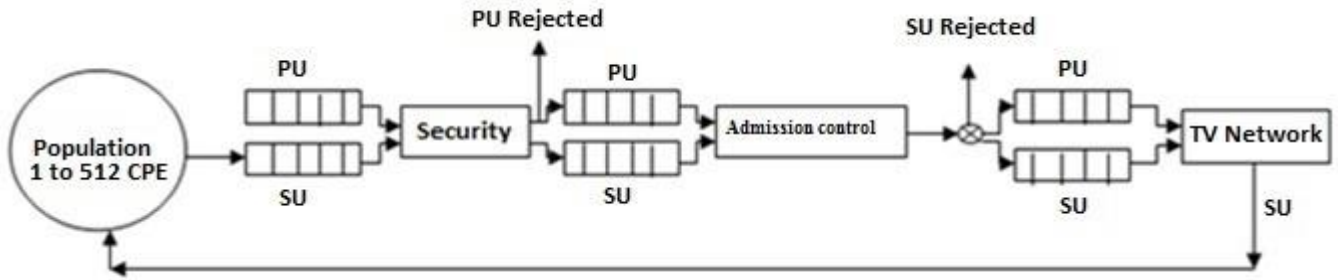 PU Rejected
SU Rejected
PU
PU
PU
Population
1 to 512 CPE
Security
Admission control
TV Network
SU
SU
SU
SU